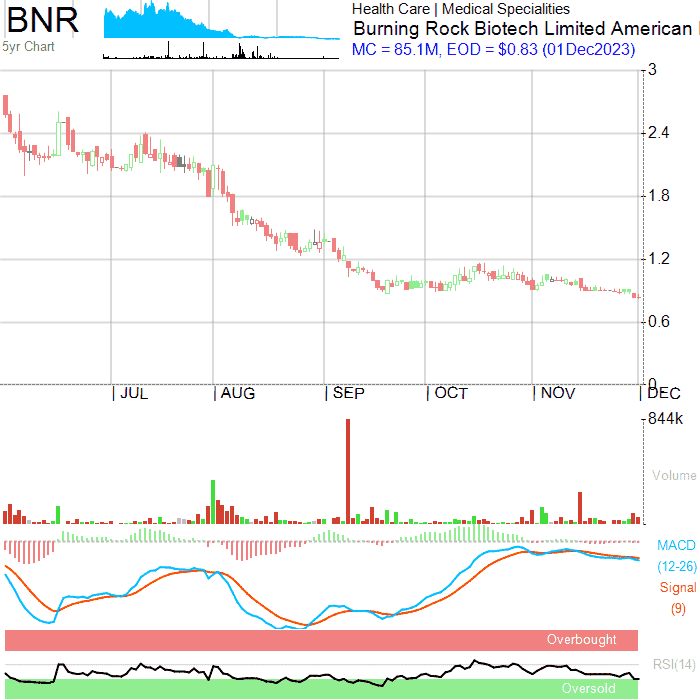 BNR
5yr Chart
Health Care | Medical Specialities
Burning Rock Biotech Limited American
MC = 85.1M, EOD = $0.83 (01Dec2023)
3
2.4
1.8
1.2
0.6
0
JUL
AUG
SEP
OCT
NOV
DEC
844k
Volume
MACD
(12-26)
Signal
(9)
Overbought
RSI(14)
Oversold